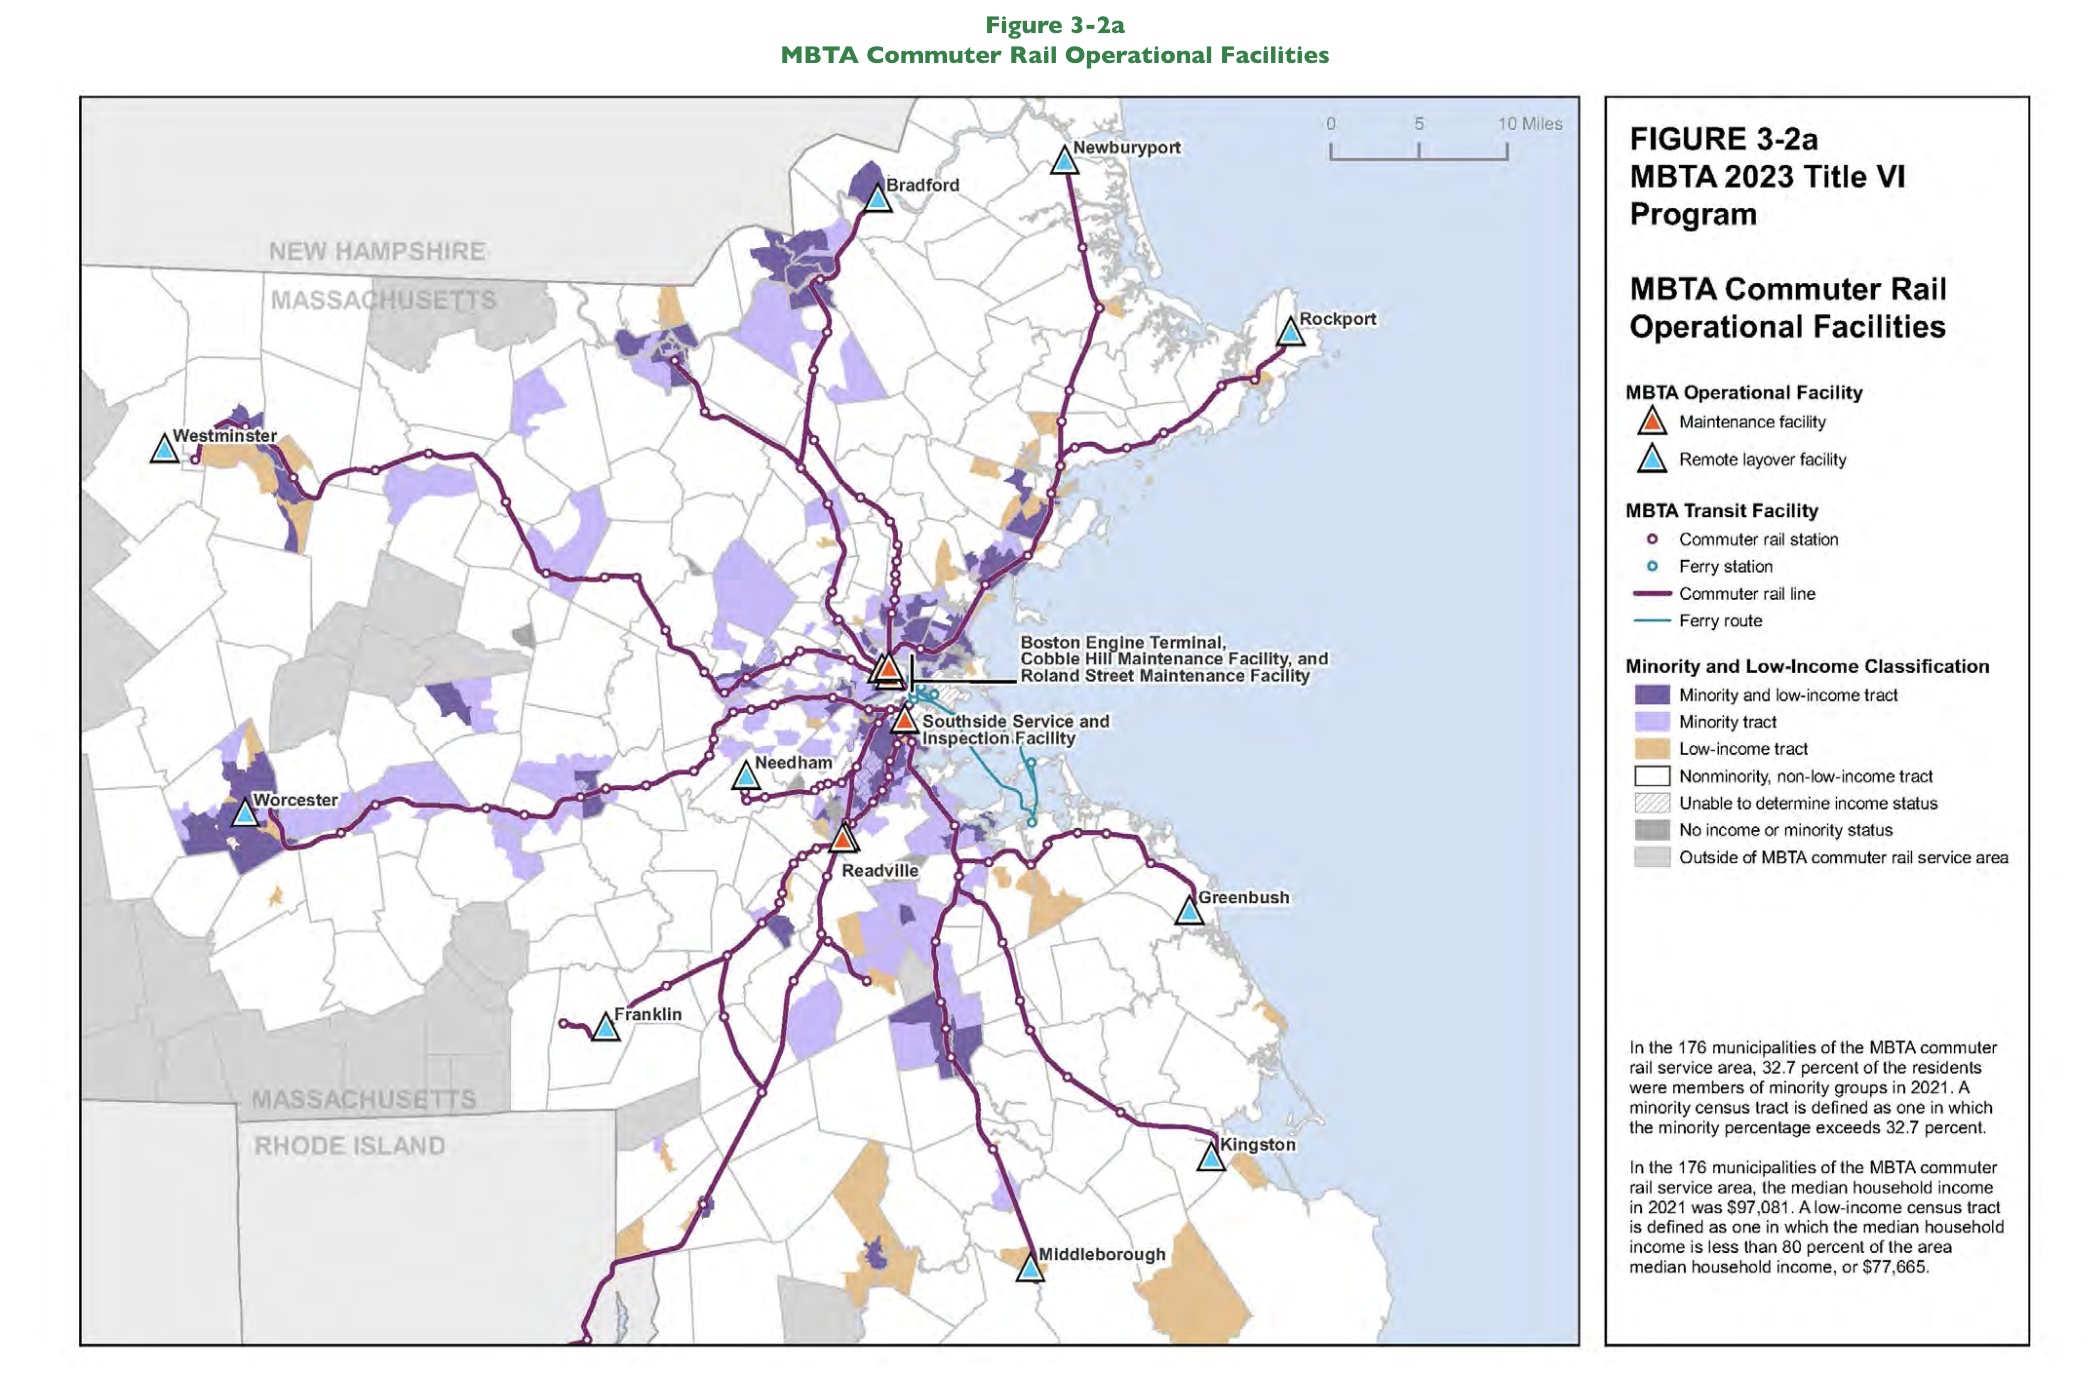 Figure 3-2a
MBTA Commuter Rail Operational Facilities
0 5 10 Miles
Newburyport
Bradford
NEW HAMPSHIRE
MASSACHUSETTS
Rockport
Westminster
Boston Engine Terminal,
Cobble Hill Maintenance Facility, and
Roland Street Maintenance Facility
Southside Service and
Inspection Facility
Needham
Worcester
Readville
Greenbush
Franklin
MASSACHUSETTS
RHODE ISLAND
Kingston
Middleborough
FIGURE 3-2a
MBTA 2023 Title VI
Program
MBTA Commuter Rail
Operational Facilities
MBTA Operational Facility
Maintenance facility
Remote layover facility
MBTA Transit Facility
Commuter rail station
Ferry station
Commuter rail line
Ferry route
Minority and Low-Income Classification
Minority and low-income tract
Minority tract
Low-income tract
Nonminority, non-low-income tract
Unable to determine income status
No income or minority status
Outside of MBTA commuter rail service area
In the 176 municipalities of the MBTA commuter
rail service area, 32.7 percent of the residents
were members of minority groups in 2021. A
minority census tract is defined as one in which
the minority percentage exceeds 32.7 percent.
In the 176 municipalities of the MBTA commuter
rail service area, the median household income
in 2021 was $97,081. A low-income census tract
is defined as one in which the median household
income is less than 80 percent of the area
median household income, or $77,665.